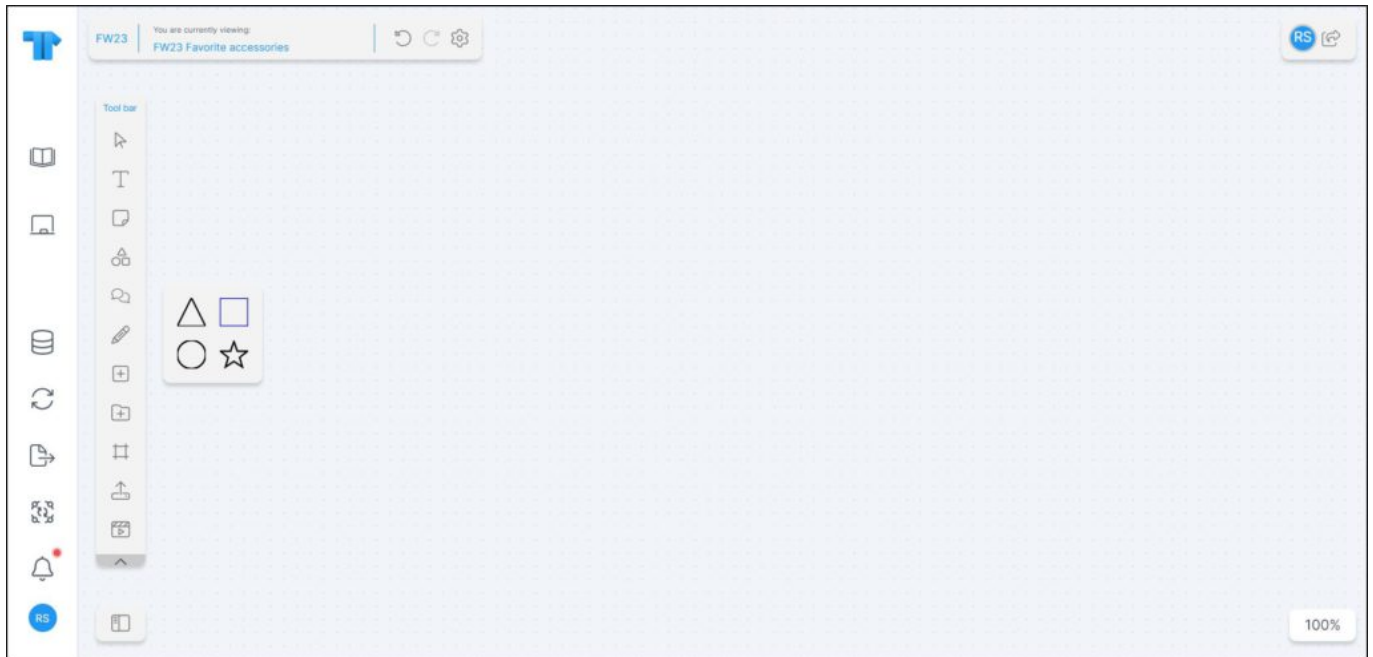 FW23
You are currently viewing:
FW23 Favorite accessories
RS
Tool bar
RS
100%